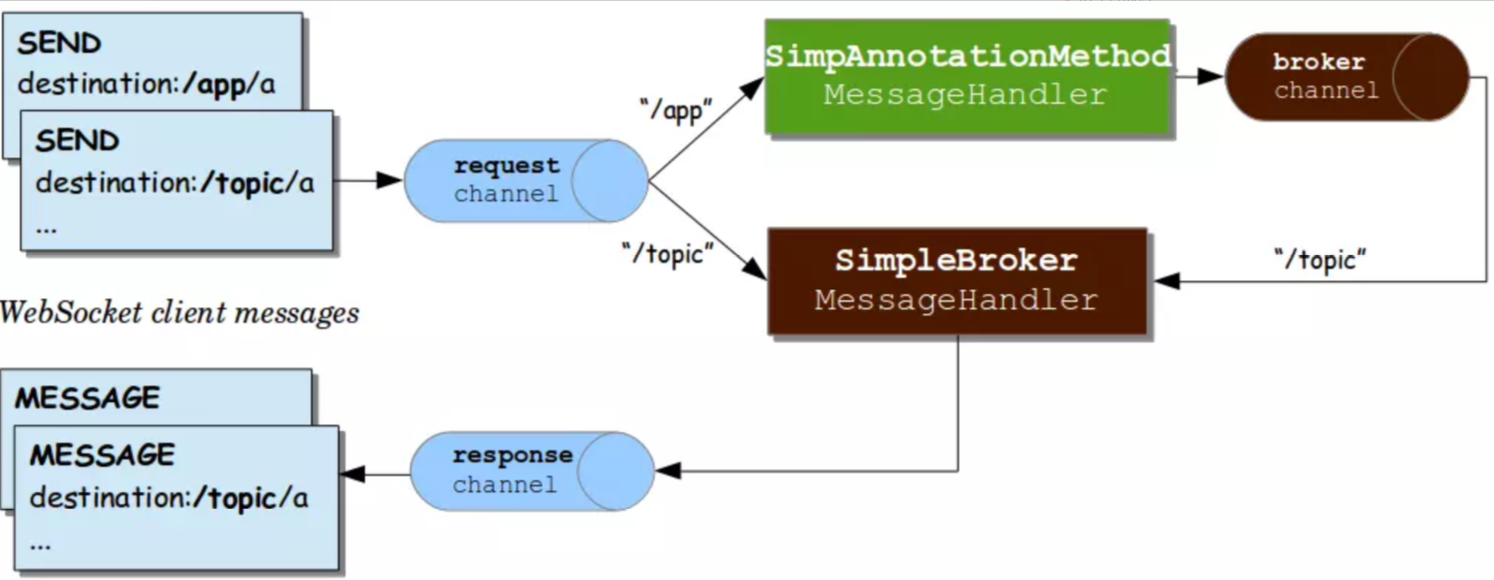 SEND
destination:/app/a
SEND
destination:/topic/a
...
request
channel
“/app”
“/topic”
SimpAnnotationMethod
MessageHandler
broker
channel
SimpleBroker
MessageHandler
“/topic”
WebSocket client messages
MESSAGE
MESSAGE
destination:/topic/a
...
response
channel